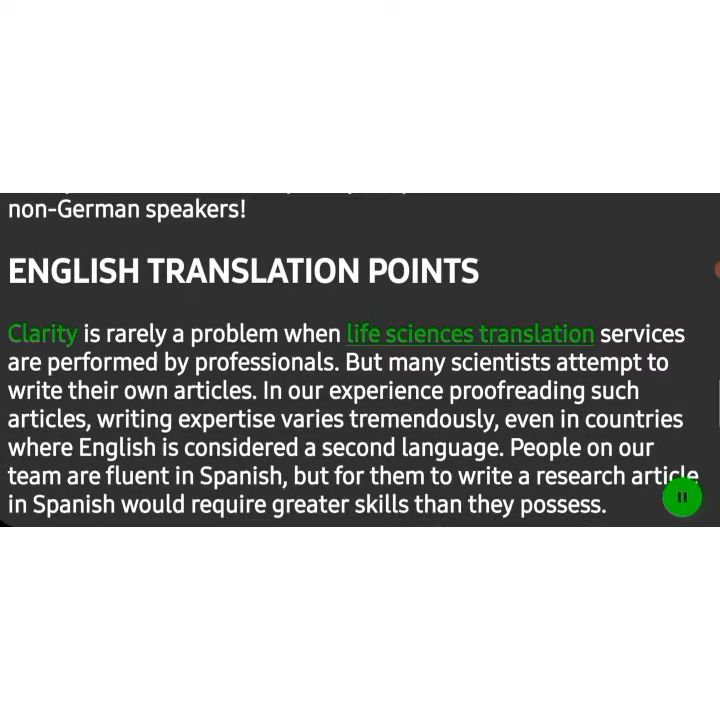 non-German speakers!
ENGLISH TRANSLATION POINTS
Clarity is rarely a problem when life sciences translation services
are performed by professionals. But many scientists attempt to
write their own articles. In our experience proofreading such
articles, writing expertise varies tremendously, even in countries
where English is considered a second language. People on our
team are fluent in Spanish, but for them to write a research article
in Spanish would require greater skills than they possess.